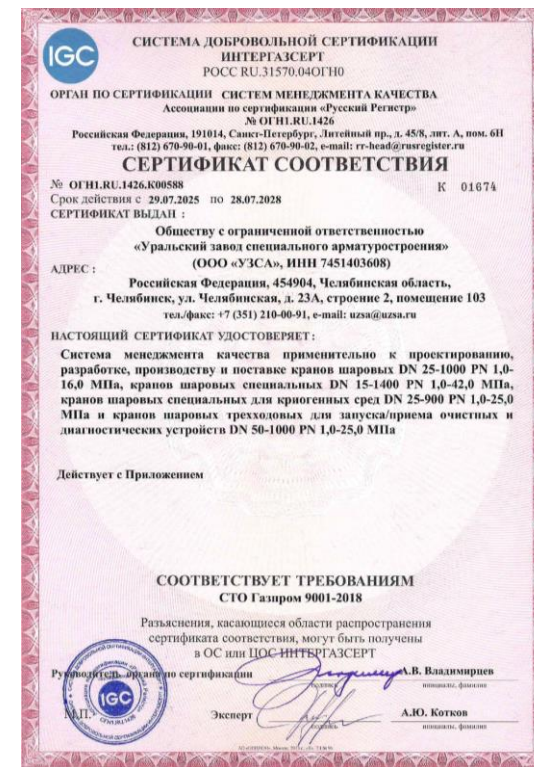 IGC
СИСТЕМА ДОБРОВОЛЬНОЙ СЕРТИФИКАЦИИ
ИНТЕРГАЗСЕРТ
РОСС RU.31570.04ОГН0
ОРГАН ПО СЕРТИФИКАЦИИ СИСТЕМ МЕНЕДЖМЕНТА КАЧЕСТВА
Ассоциации по сертификации «Русский Регистр»
№ ОГН1.RU.1426
Российская Федерация, 191014, Санкт-Петербург, Литейный пр., д. 45/8, лит. А, пом. 6Н
тел.: (812) 670-90-01, факс: (812) 670-90-02, e-mail: rr-head@rusregister.ru
СЕРТИФИКАТ СООТВЕТСТВИЯ
№ ОГН1.RU.1426.К00588
К 01674
Срок действия с 29.07.2025 по 28.07.2028
СЕРТИФИКАТ ВЫДАН :
Обществу с ограниченной ответственностью
«Уральский завод специального арматуростроения»
(ООО «УЗСА», ИНН 7451403608)
АДРЕС :
Российская Федерация, 454904, Челябинская область,
г. Челябинск, ул. Челябинская, д. 23А, строение 2, помещение 103
тел./факс: +7 (351) 210-00-91, e-mail: uzsa@uzsa.ru
НАСТОЯЩИЙ СЕРТИФИКАТ УДОСТОВЕРЯЕТ :
Система менеджмента качества применительно к проектированию,
разработке, производству и поставке кранов шаровых DN 25-1000 PN 1,0-
16,0 МПа, кранов шаровых специальных DN 15-1400 PN 1,0-42,0 МПа,
кранов шаровых специальных для криогенных сред DN 25-900 PN 1,0-25,0
МПа и кранов шаровых трехходовых для запуска/приема очистных и
диагностических устройств DN 50-1000 PN 1,0-25,0 МПа
Действует с Приложением
СООТВЕТСТВУЕТ ТРЕБОВАНИЯМ
СТО Газпром 9001-2018
Разъяснения, касающиеся области распространения
сертификата соответствия, могут быть получены
в ОС или ЦОС ИНТЕРГАЗСЕРТ
Руководитель органа по сертификации
А.В. Владимирцев
подпись
инициалы, фамилия
IGC
М.П.
Эксперт
А.Ю. Котков
подпись
инициалы, фамилия